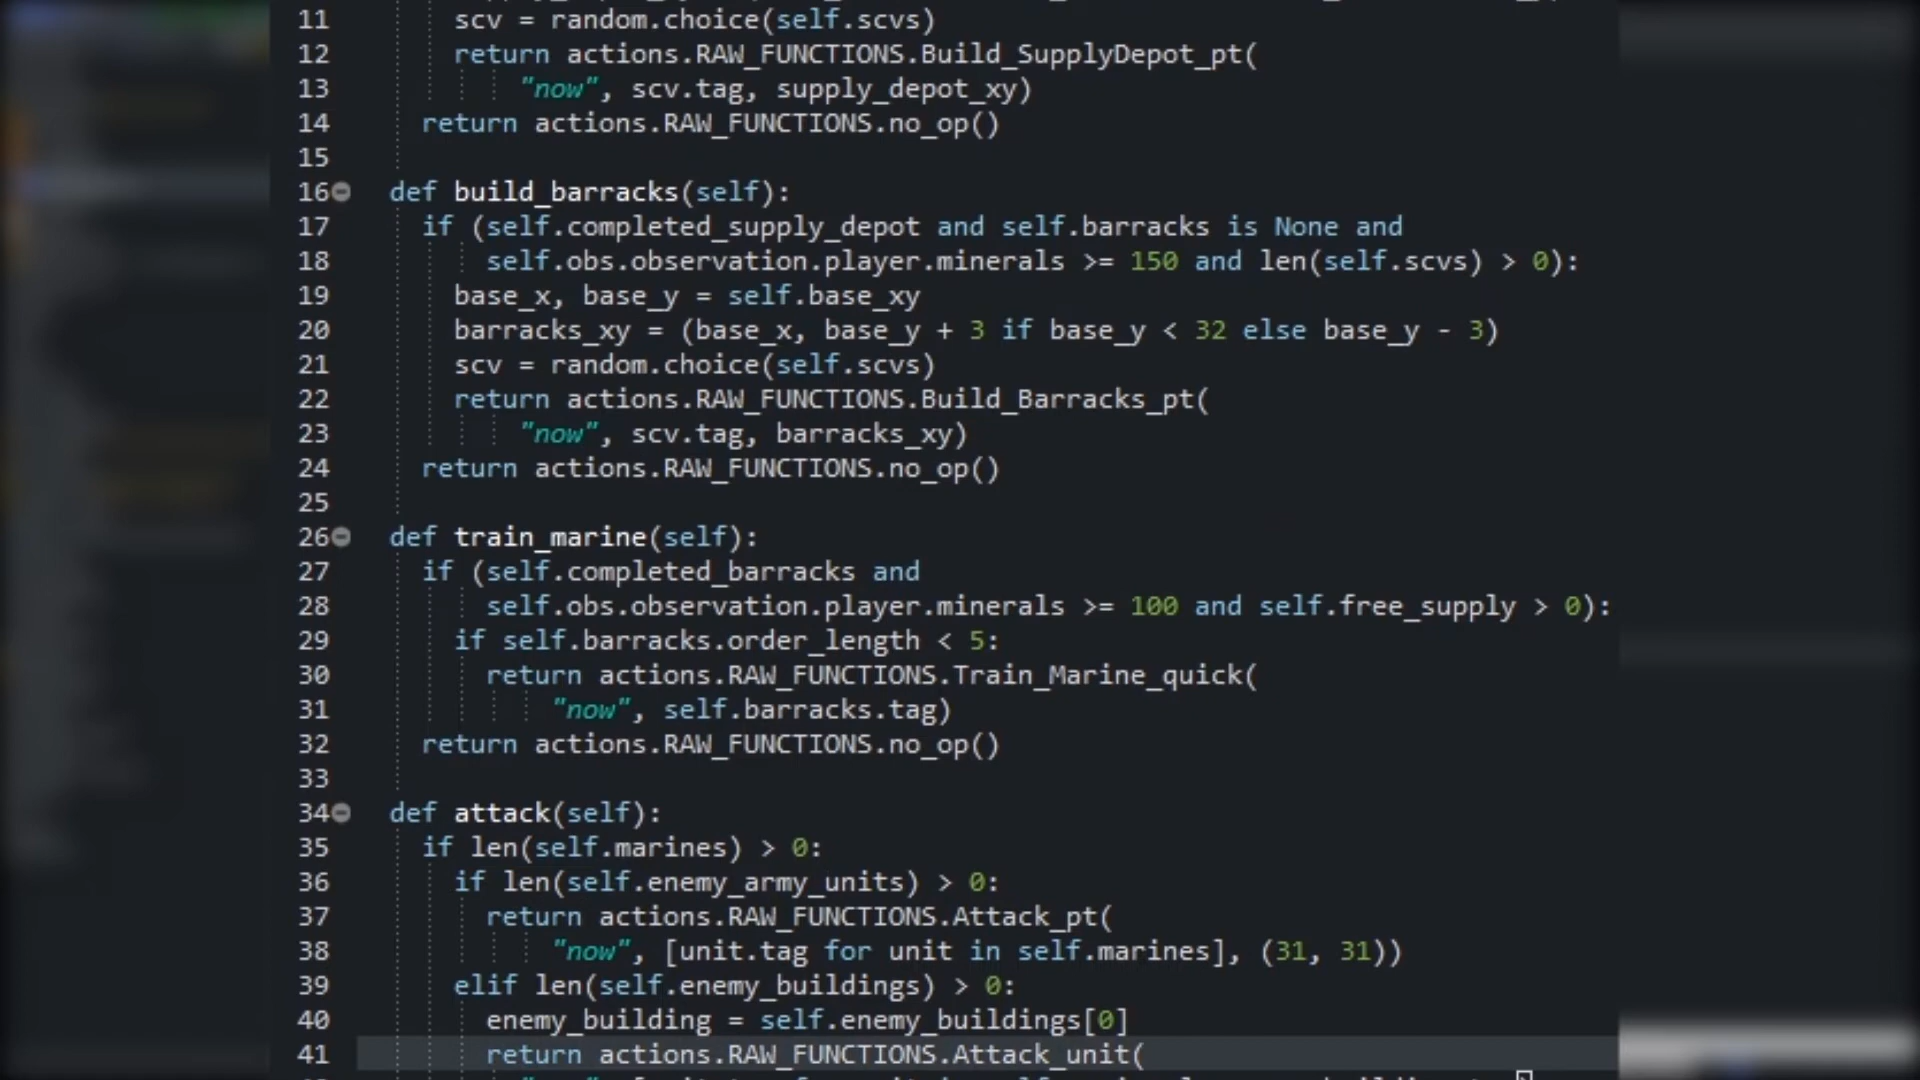 11 scv = random.choice(self.scvs)
12 return actions.RAW_FUNCTIONS.Build_SupplyDepot_pt(
13 "now", scv.tag, supply_depot_xy)
14 return actions.RAW_FUNCTIONS.no_op()
15
16 def build_barracks(self):
17 if (self.completed_supply_depot and self.barracks is None and
18 self.obs.observation.player.minerals >= 150 and len(self.scvs) > 0):
19 base_x, base_y = self.base_xy
20 barracks_xy = (base_x, base_y + 3 if base_y < 32 else base_y - 3)
21 scv = random.choice(self.scvs)
22 return actions.RAW_FUNCTIONS.Build_Barracks_pt(
23 "now", scv.tag, barracks_xy)
24 return actions.RAW_FUNCTIONS.no_op()
25
26 def train_marine(self):
27 if (self.completed_barracks and
28 self.obs.observation.player.minerals >= 100 and self.free_supply > 0):
29 if self.barracks.order_length < 5:
30 return actions.RAW_FUNCTIONS.Train_Marine_quick(
31 "now", self.barracks.tag)
32 return actions.RAW_FUNCTIONS.no_op()
33
34 def attack(self):
35 if len(self.marines) > 0:
36 if len(self.enemy_army_units) > 0:
37 return actions.RAW_FUNCTIONS.Attack_pt(
38 "now", [unit.tag for unit in self.marines], (31, 31))
39 elif len(self.enemy_buildings) > 0:
40 enemy_building = self.enemy_buildings[0]
41 return actions.RAW_FUNCTIONS.Attack_unit(